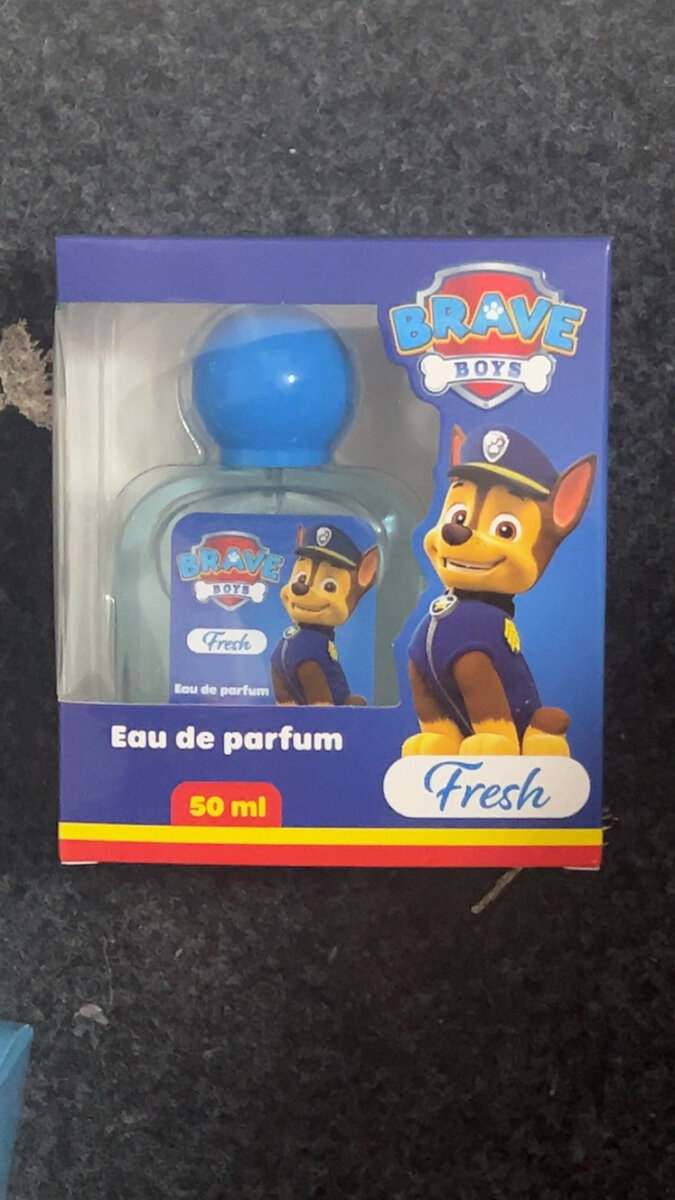 BRAVE
BOYS
BRAVE
BOYS
Fresh
Eau de parfum
Eau de parfum
50 ml
Fresh